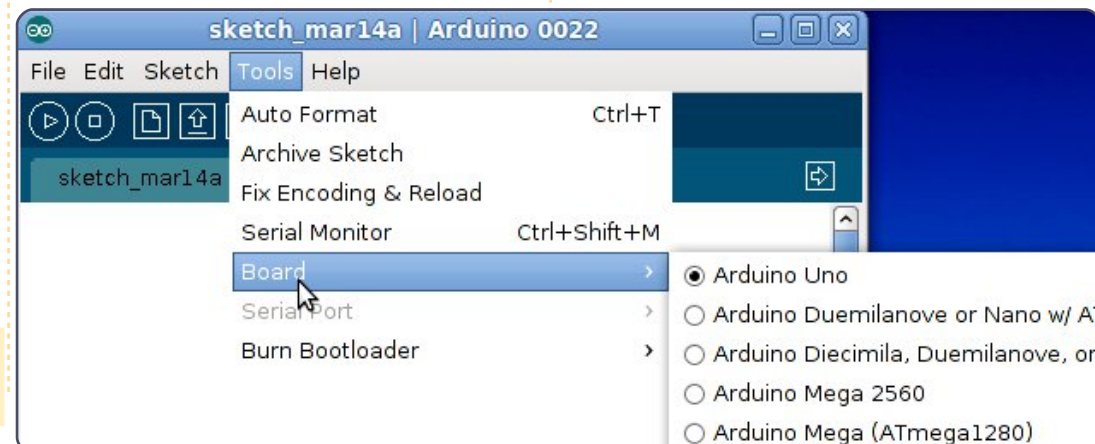 sketch_mar14a | Arduino 0022
File Edit Sketch Tools Help
Auto Format Ctrl+T
Archive Sketch
sketch_mar14a
Fix Encoding & Reload
Serial Monitor Ctrl+Shift+M
Board
Serial Port
Burn Bootloader
Arduino Uno
Arduino Duemilanove or Nano w/
Arduino Diecimila, Duemilanove, or
Arduino Mega 2560
Arduino Mega (ATmega1280)